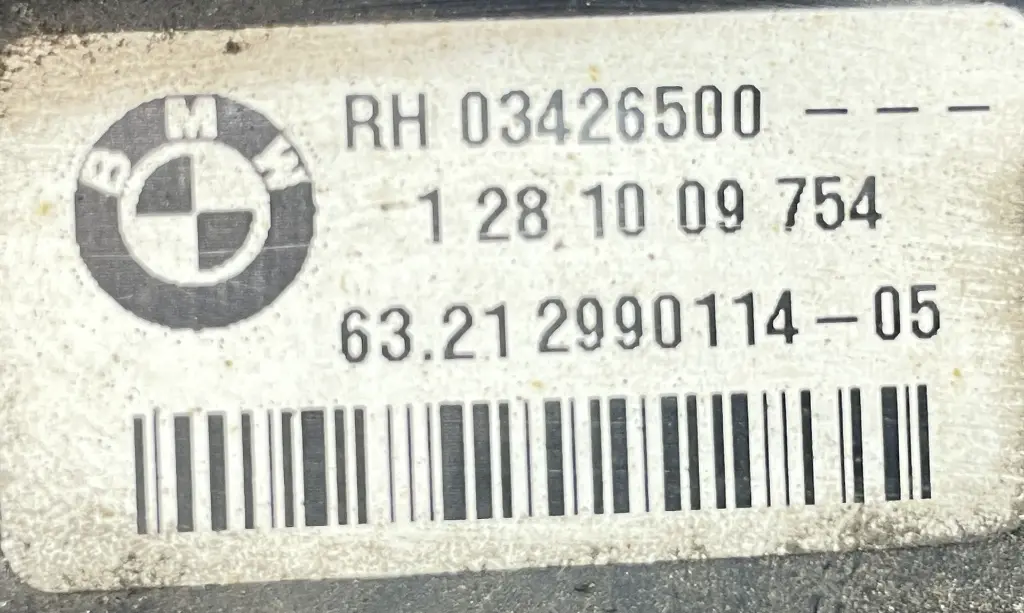 BMW
RH 03426500 - - -
1 28 10 09 754
63.21 2990114-05